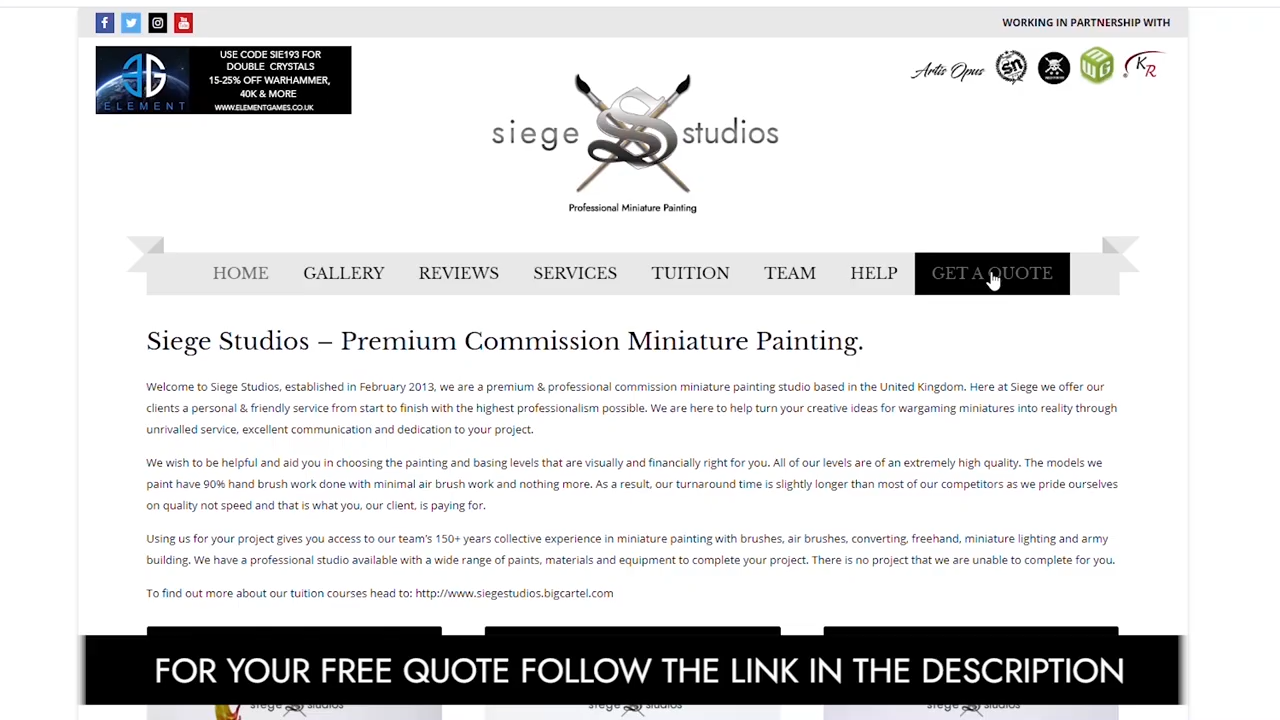 WORKING IN PARTNERSHIP WITH
USE CODE SIE193 FOR
DOUBLE CRYSTALS
15-25% OFF WARHAMMER,
40K & MORE
WWW.ELEMENTGAMES.CO.UK
ELEMENT
Artis Opus
KR
siege studios
Professional Miniature Painting
HOME GALLERY REVIEWS SERVICES TUITION TEAM HELP GET A QUOTE
Siege Studios – Premium Commission Miniature Painting.
Welcome to Siege Studios, established in February 2013, we are a premium & professional commission miniature painting studio based in the United Kingdom. Here at Siege we offer our
clients a personal & friendly service from start to finish with the highest professionalism possible. We are here to help turn your creative ideas for wargaming miniatures into reality through
unrivalled service, excellent communication and dedication to your project.
We wish to be helpful and aid you in choosing the painting and basing levels that are visually and financially right for you. All of our levels are of an extremely high quality. The models we
paint have 90% hand brush work done with minimal air brush work and nothing more. As a result, our turnaround time is slightly longer than most of our competitors as we pride ourselves
on quality not speed and that is what you, our client, is paying for.
Using us for your project gives you access to our team's 150+ years collective experience in miniature painting with brushes, air brushes, converting, freehand, miniature lighting and army
building. We have a professional studio available with a wide range of paints, materials and equipment to complete your project. There is no project that we are unable to complete for you.
To find out more about our tuition courses head to: http://www.siegestudios.bigcartel.com
FOR YOUR FREE QUOTE FOLLOW THE LINK IN THE DESCRIPTION